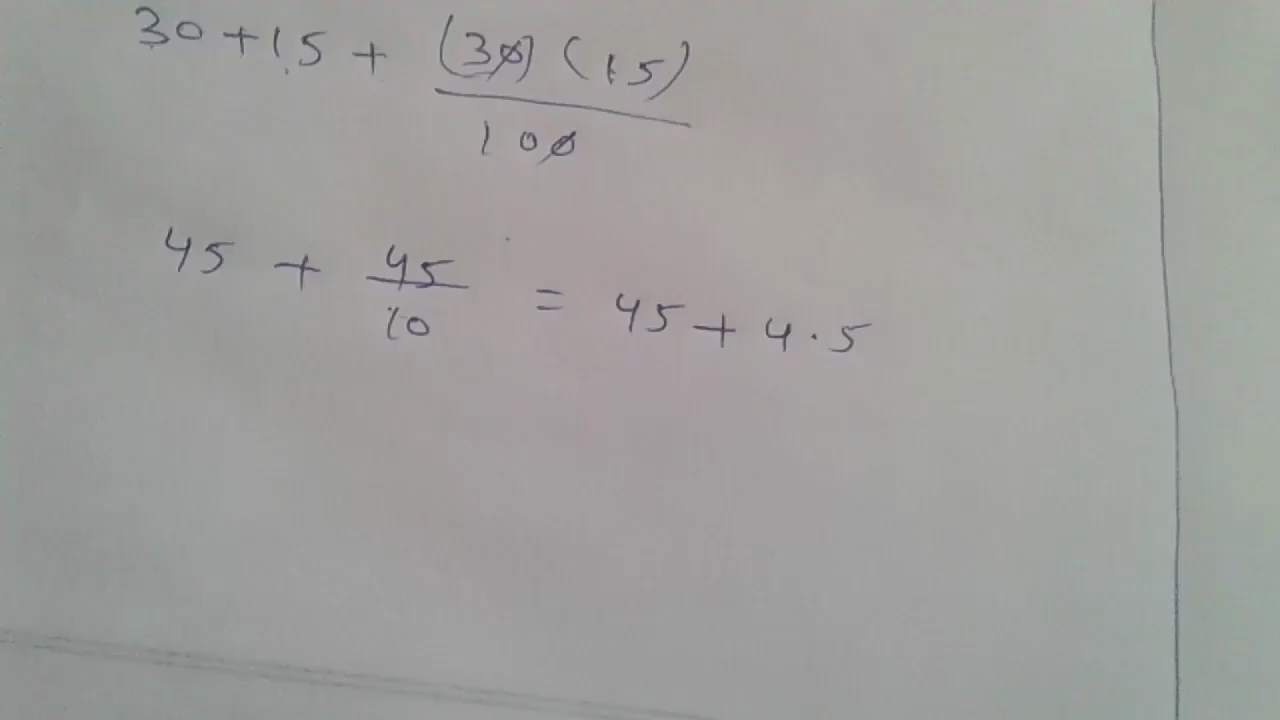 30 + 15 + (30) (15) / 100
45 + 45 / 10 = 45 + 4.5